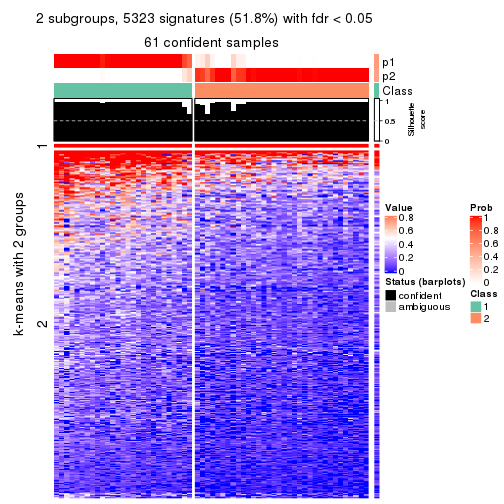 2 subgroups, 5323 signatures (51.8%) with fdr < 0.05
61 confident samples
p1
p2
Class
1
0.5
0
Silhouette
score
k-means with 2 groups
1
2
Value
0.8
0.6
0.4
0.2
0
Prob
1
0.8
0.6
0.4
0.2
0
Status (barplots)
confident
ambiguous
Class
1
2